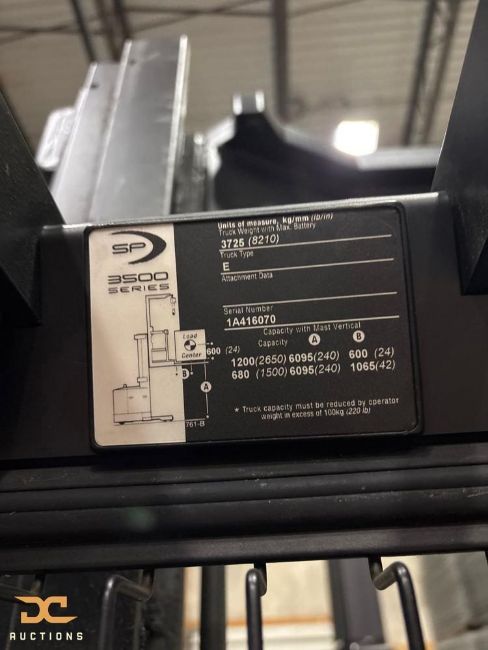 Units of measure, kg/mm (lb/in)
Truck Weight with Max. Battery
3725 (8210)
Truck Type
E
Attachment Data
Serial Number
1A416070
SP
3500
SERIES
Load
Center
600 (24)
B
A
761-B
Capacity with Mast Vertical
Capacity A B
1200(2650) 6095(240) 600 (24)
680 (1500) 6095(240) 1065(42)
* Truck capacity must be reduced by operator
weight in excess of 100kg (220 lb)
DC
AUCTIONS